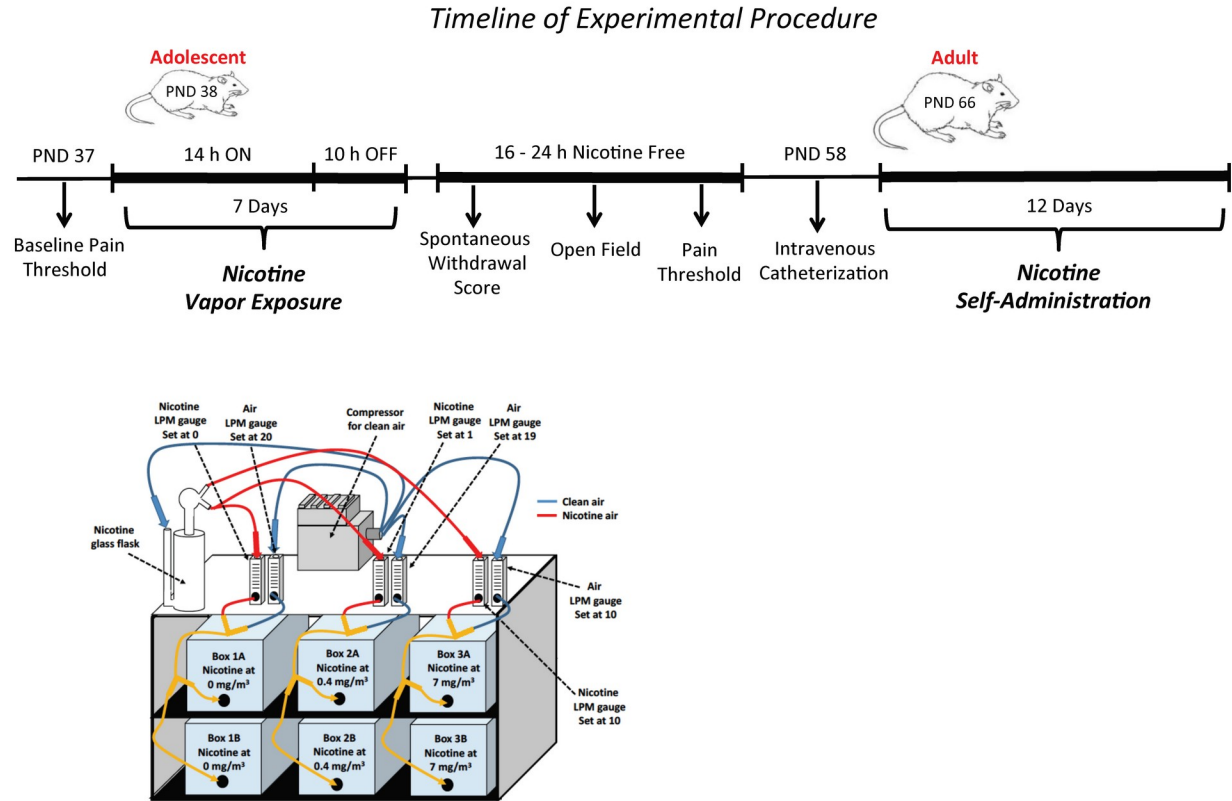 Timeline of Experimental Procedure
Adolescent
PND 38
Adult
PND 66
PND 37
14 h ON
10 h OFF
16 - 24 h Nicotine Free
PND 58
7 Days
12 Days
Baseline Pain
Threshold
Nicotine
Vapor Exposure
Spontaneous
Withdrawal
Score
Open Field
Pain
Threshold
Intravenous
Catheterization
Nicotine
Self-Administration
Nicotine
LPM gauge
Set at 0
Air
LPM gauge
Set at 20
Compressor
for clean air
Nicotine
LPM gauge
Set at 1
Air
LPM gauge
Set at 19
Clean air
Nicotine air
Nicotine
glass flask
Air
LPM gauge
Set at 10
Nicotine
LPM gauge
Set at 10
Box 1A
Nicotine at
0 mg/m³
Box 2A
Nicotine at
0.4 mg/m³
Box 3A
Nicotine at
7 mg/m³
Box 1B
Nicotine at
0 mg/m³
Box 2B
Nicotine at
0.4 mg/m³
Box 3B
Nicotine at
7 mg/m³